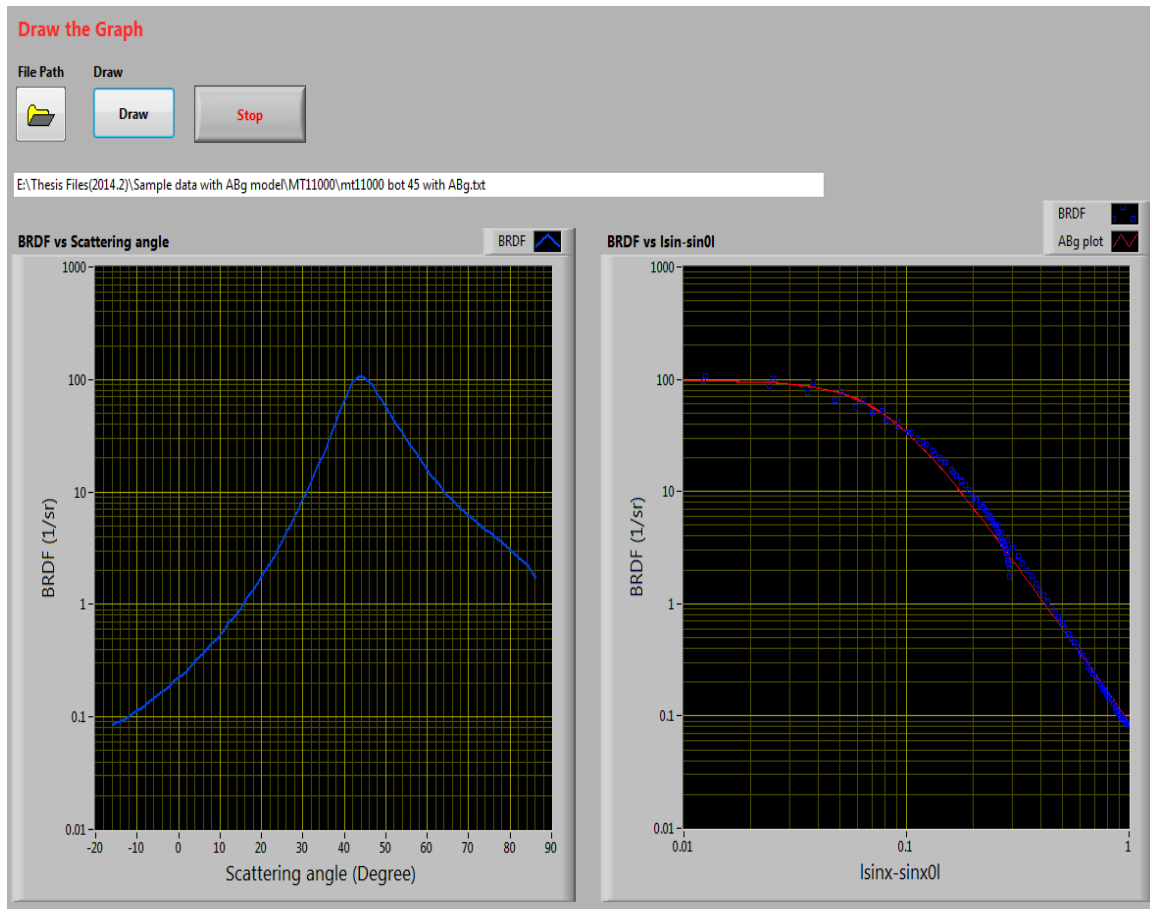 Draw the Graph
File Path
Draw
Draw
Stop
E:\Thesis Files(2014.2)\Sample data with ABg model\MT11000\mt11000 bot 45 with ABg.txt
BRDF vs Scattering angle
BRDF
1000
100
10
1
0.1
0.01
-20 -10 0 10 20 30 40 50 60 70 80 90
BRDF (1/sr)
Scattering angle (Degree)
BRDF vs lsin-sin0l
BRDF
ABg plot
1000
100
10
1
0.1
0.01
0.01 0.1 1
BRDF (1/sr)
lsinx-sinx0l